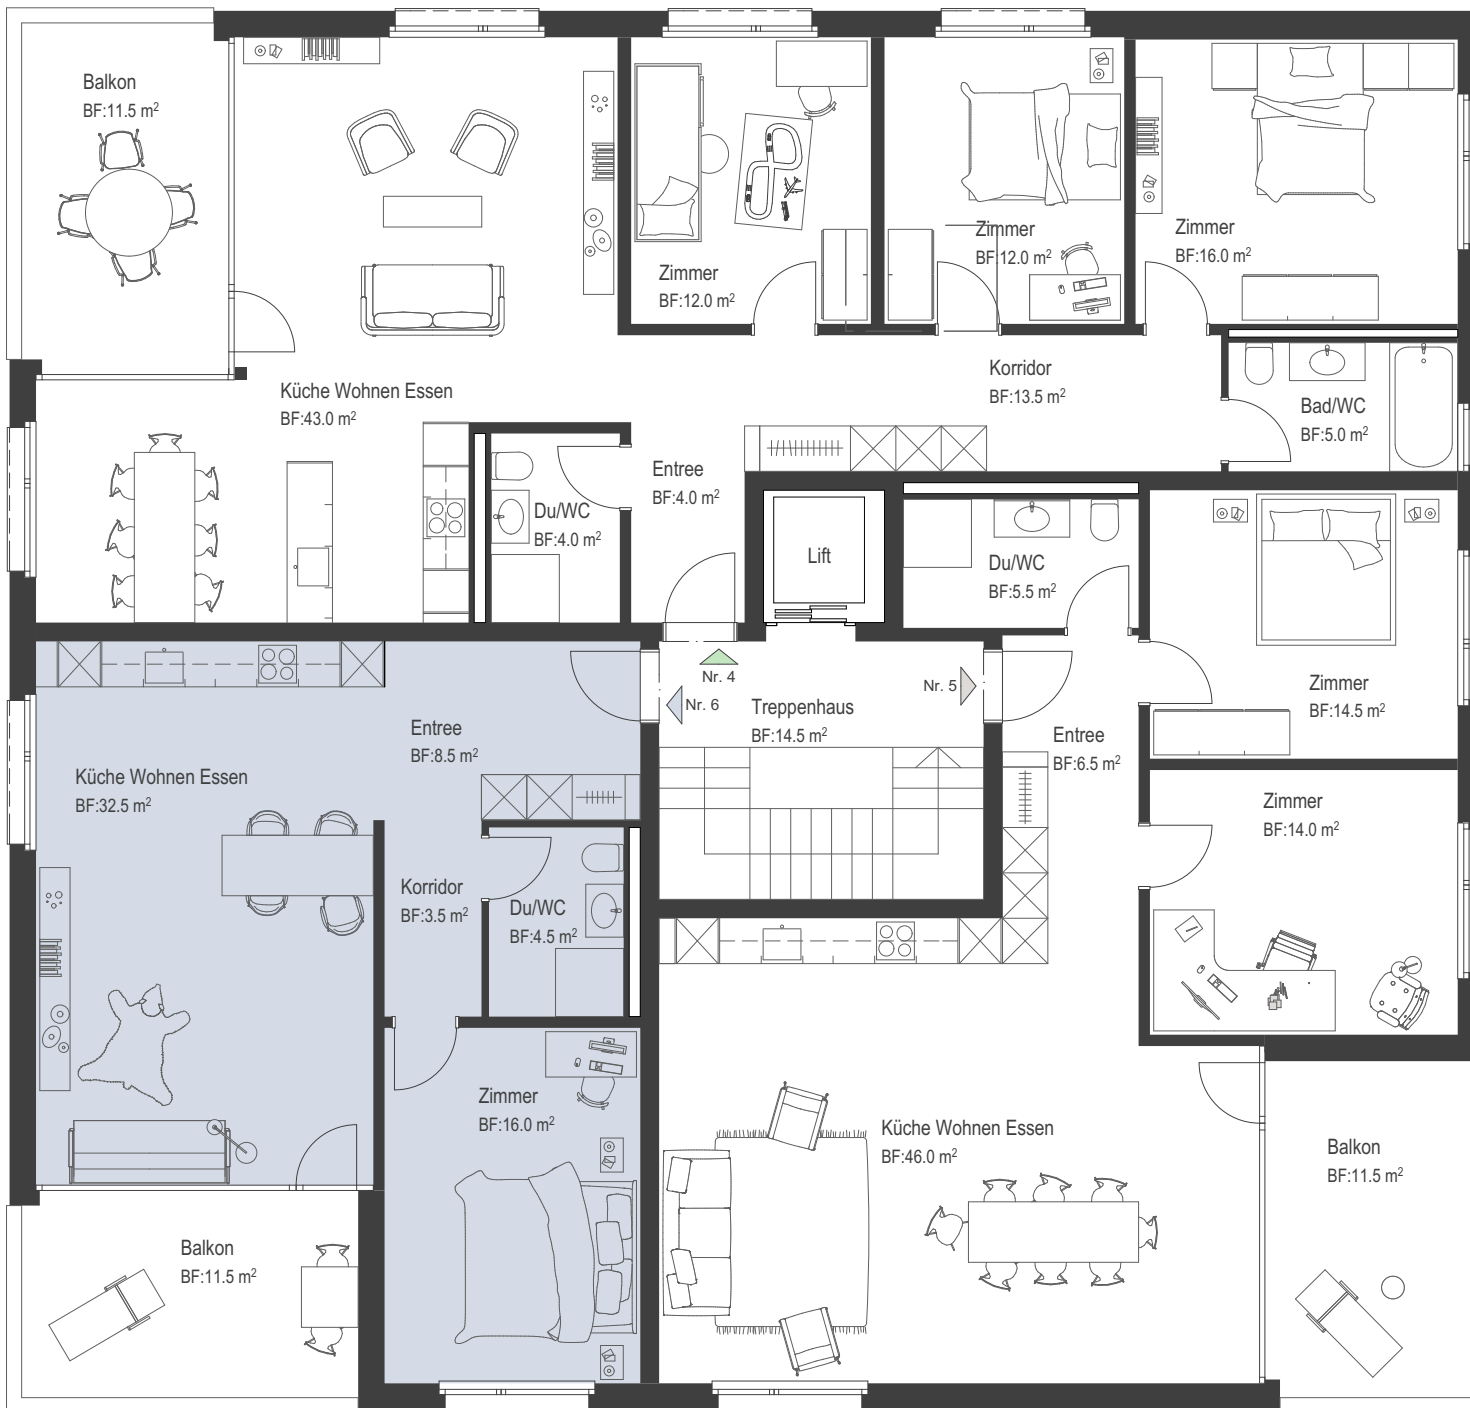 Balkon
BF:11.5 m²
Zimmer
BF:12.0 m²
Zimmer
BF:12.0 m²
Zimmer
BF:16.0 m²
Küche Wohnen Essen
BF:43.0 m²
Korridor
BF:13.5 m²
Bad/WC
BF:5.0 m²
Entree
BF:4.0 m²
Du/WC
BF:4.0 m²
Lift
Du/WC
BF:5.5 m²
Nr. 4
Nr. 6
Nr. 5
Treppenhaus
BF:14.5 m²
Zimmer
BF:14.5 m²
Entree
BF:8.5 m²
Entree
BF:6.5 m²
Küche Wohnen Essen
BF:32.5 m²
Zimmer
BF:14.0 m²
Korridor
BF:3.5 m²
Du/WC
BF:4.5 m²
Zimmer
BF:16.0 m²
Küche Wohnen Essen
BF:46.0 m²
Balkon
BF:11.5 m²
Balkon
BF:11.5 m²